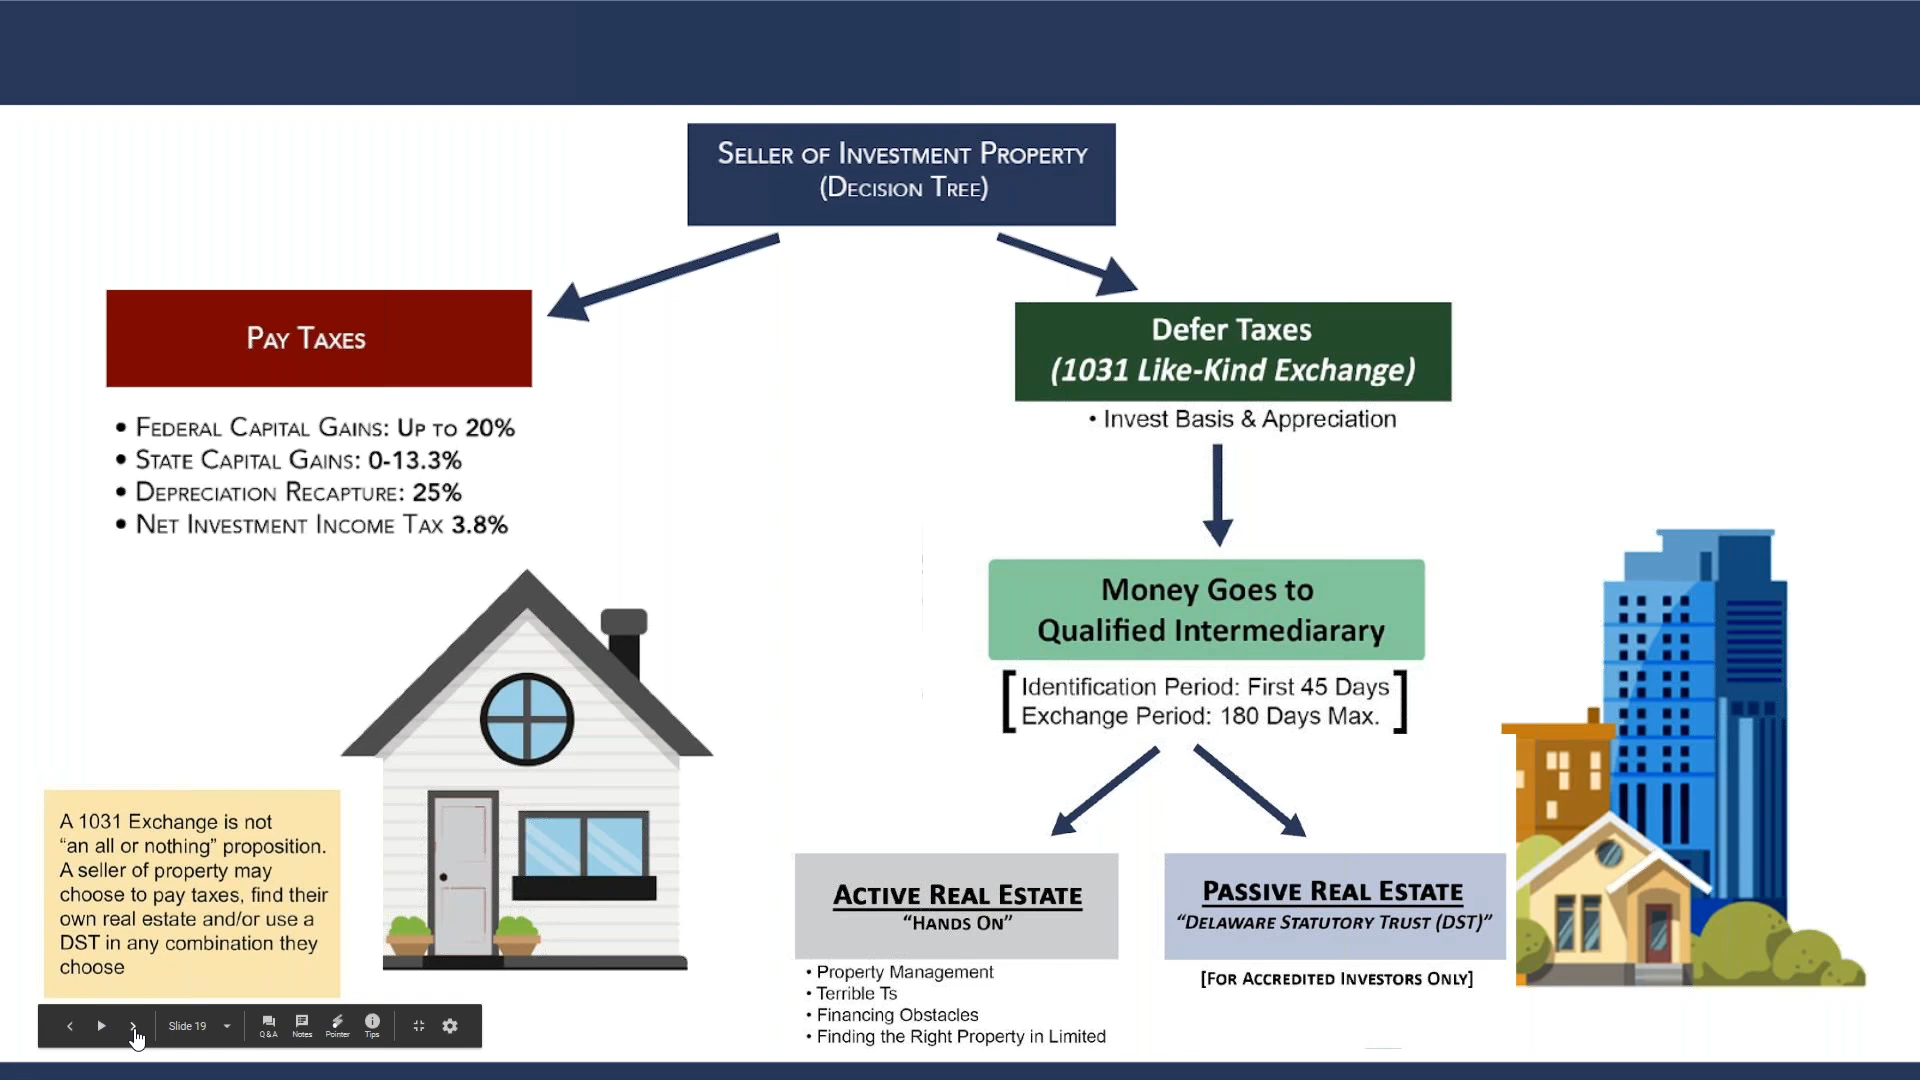 Seller of Investment Property
(Decision Tree)
Pay Taxes
• Federal Capital Gains: Up to 20%
• State Capital Gains: 0-13.3%
• Depreciation Recapture: 25%
• Net Investment Income Tax 3.8%
Defer Taxes
(1031 Like-Kind Exchange)
• Invest Basis & Appreciation
Money Goes to
Qualified Intermediarary
Identification Period: First 45 Days
Exchange Period: 180 Days Max.
Active Real Estate
“Hands On”
• Property Management
• Terrible Ts
• Financing Obstacles
• Finding the Right Property in Limited
Passive Real Estate
“Delaware Statutory Trust (DST)”
[For Accredited Investors Only]
A 1031 Exchange is not
“an all or nothing” proposition.
A seller of property may
choose to pay taxes, find their
own real estate and/or use a
DST in any combination they
choose
Slide 19
Q&A
Notes
Pointer
Tips